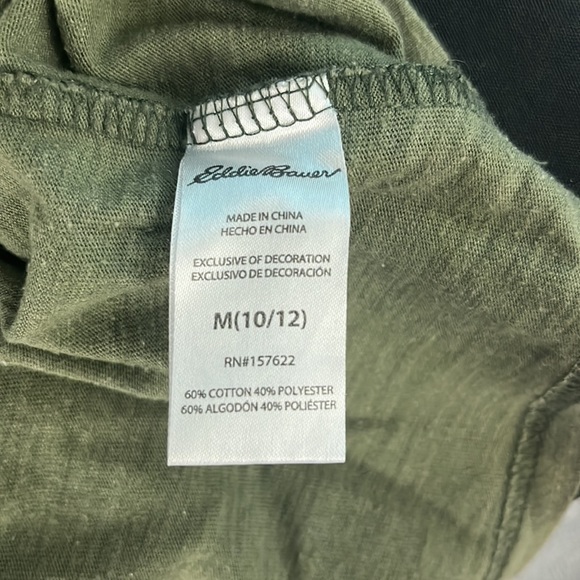 Eddie Bauer
MADE IN CHINA
HECHO EN CHINA
EXCLUSIVE OF DECORATION
EXCLUSIVO DE DECORACIÓN
M(10/12)
RN#157622
60% COTTON 40% POLYESTER
60% ALGODÓN 40% POLIÉSTER